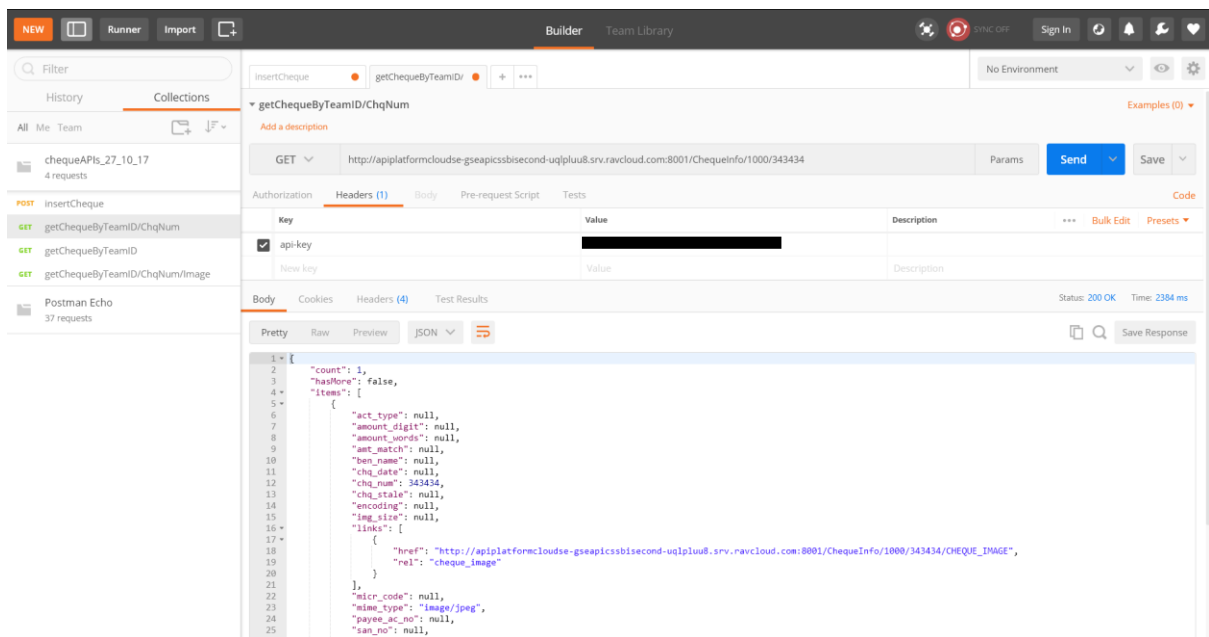 NEW Runner Import Builder Team Library SYNC OFF Sign In
Filter
History Collections
All Me Team
chequeAPIs_27_10_17
4 requests
POST insertCheque
GET getChequeByTeamID/ChqNum
GET getChequeByTeamID
GET getChequeByTeamID/ChqNum/Image
Postman Echo
37 requests
insertCheque getChequeByTeamID/ + ••• No Environment
getChequeByTeamID/ChqNum Examples (0)
Add a description
GET http://apiplatformcloudse-gseapicssbisecond-uqlpluu8.srv.ravcloud.com:8001/ChequeInfo/1000/343434 Params Send Save
Authorization Headers (1) Body Pre-request Script Tests Code
Key Value Description ••• Bulk Edit Presets
api-key
New key Value Description
Body Cookies Headers (4) Test Results Status: 200 OK Time: 2384 ms
Pretty Raw Preview JSON Save Response
1 {
2 "count": 1,
3 "hasMore": false,
4 "items": [
5 {
6 "act_type": null,
7 "amount_digit": null,
8 "amount_words": null,
9 "amt_match": null,
10 "ben_name": null,
11 "chq_date": null,
12 "chq_num": 343434,
13 "chq_stale": null,
14 "encoding": null,
15 "img_size": null,
16 "links": [
17 {
18 "href": "http://apiplatformcloudse-gseapicssbisecond-uqlpluu8.srv.ravcloud.com:8001/ChequeInfo/1000/343434/CHEQUE_IMAGE",
19 "rel": "cheque_image"
20 }
21 ],
22 "micr_code": null,
23 "mime_type": "image/jpeg",
24 "payee_ac_no": null,
25 "san_no": null,